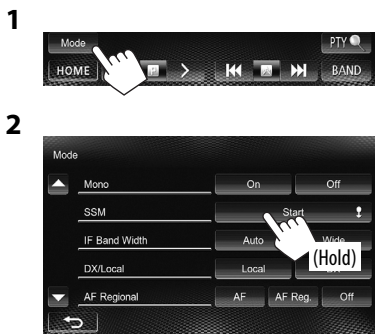 1
Mode PTY
HOME BAND
2
Mode
Mono On Off
SSM Start
(Hold)
IF Band Width Auto Wide
DX/Local Local
AF Regional AF AF Reg. Off